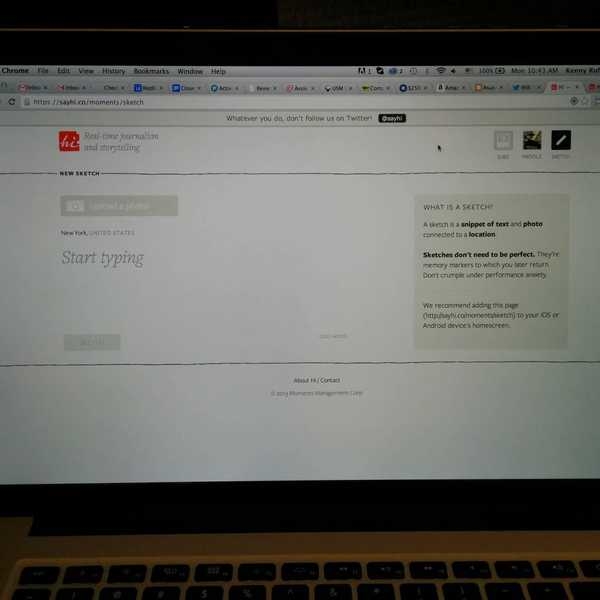 Chrome File Edit View History Bookmarks Window Help 100% Mon 10:43 AM
https://sayhi.co/moments/sketch
Whatever you do, don't follow us on Twitter! @sayhi
hi
Real-time journalism
and storytelling
SUBS PROFILE SKETCH
NEW SKETCH
Upload a photo
New York, UNITED STATES
Start typing
WHAT IS A SKETCH?
A sketch is a snippet of text and photo
connected to a location.
Sketches don't need to be perfect. They're
memory markers to which you later return.
Don't crumple under performance anxiety.
We recommend adding this page
(http://sayhi.co/moments/sketch) to your iOS or
Android device's homescreen.
About Hi / Contact
© 2013 Moments Management Corp.